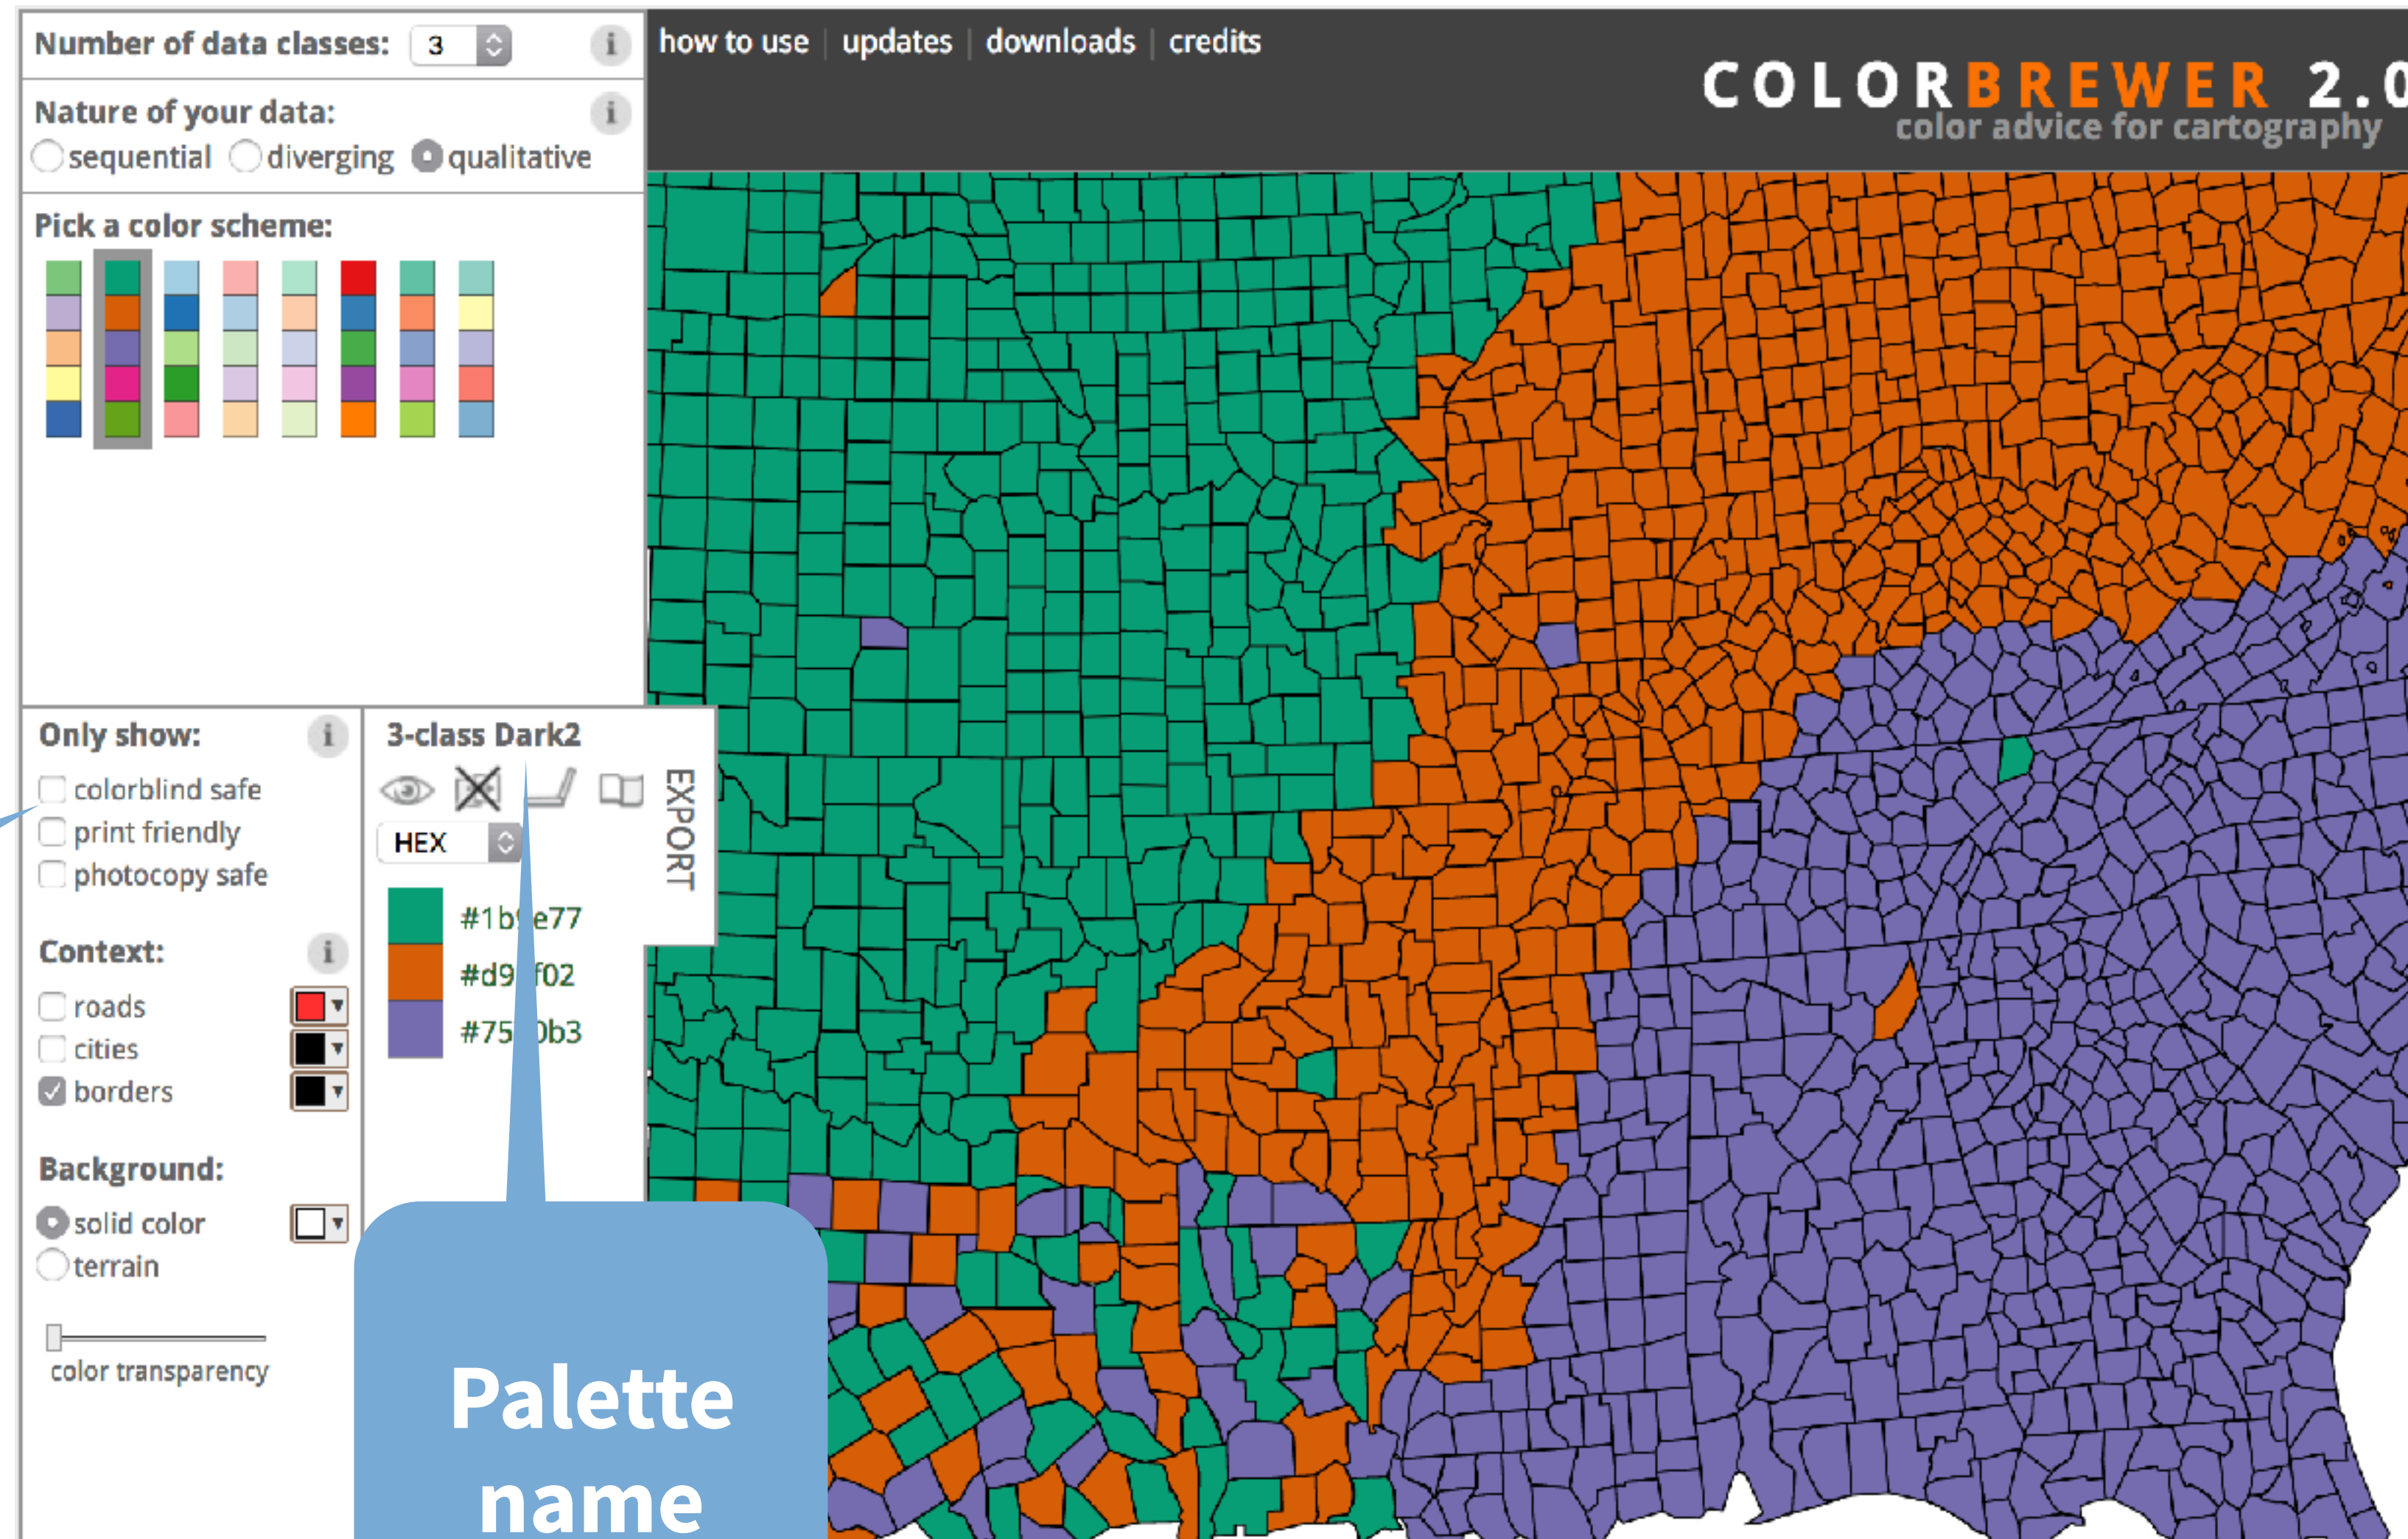 Number of data classes: 3 i
how to use | updates | downloads | credits
COLORBREWER 2.0
color advice for cartography
Nature of your data: i
sequential diverging qualitative
Pick a color scheme:
Only show: i
colorblind safe
print friendly
photocopy safe
Context: i
roads
cities
borders
Background:
solid color
terrain
color transparency
3-class Dark2
HEX
EXPORT
Palette
name